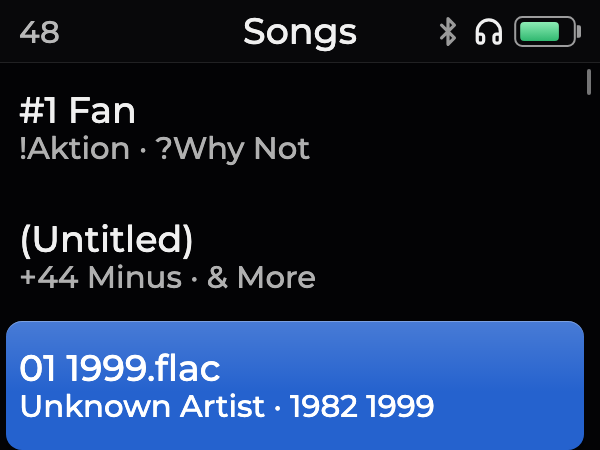 48 Songs
#1 Fan
!Aktion · ?Why Not
(Untitled)
+44 Minus · & More
01 1999.flac
Unknown Artist · 1982 1999